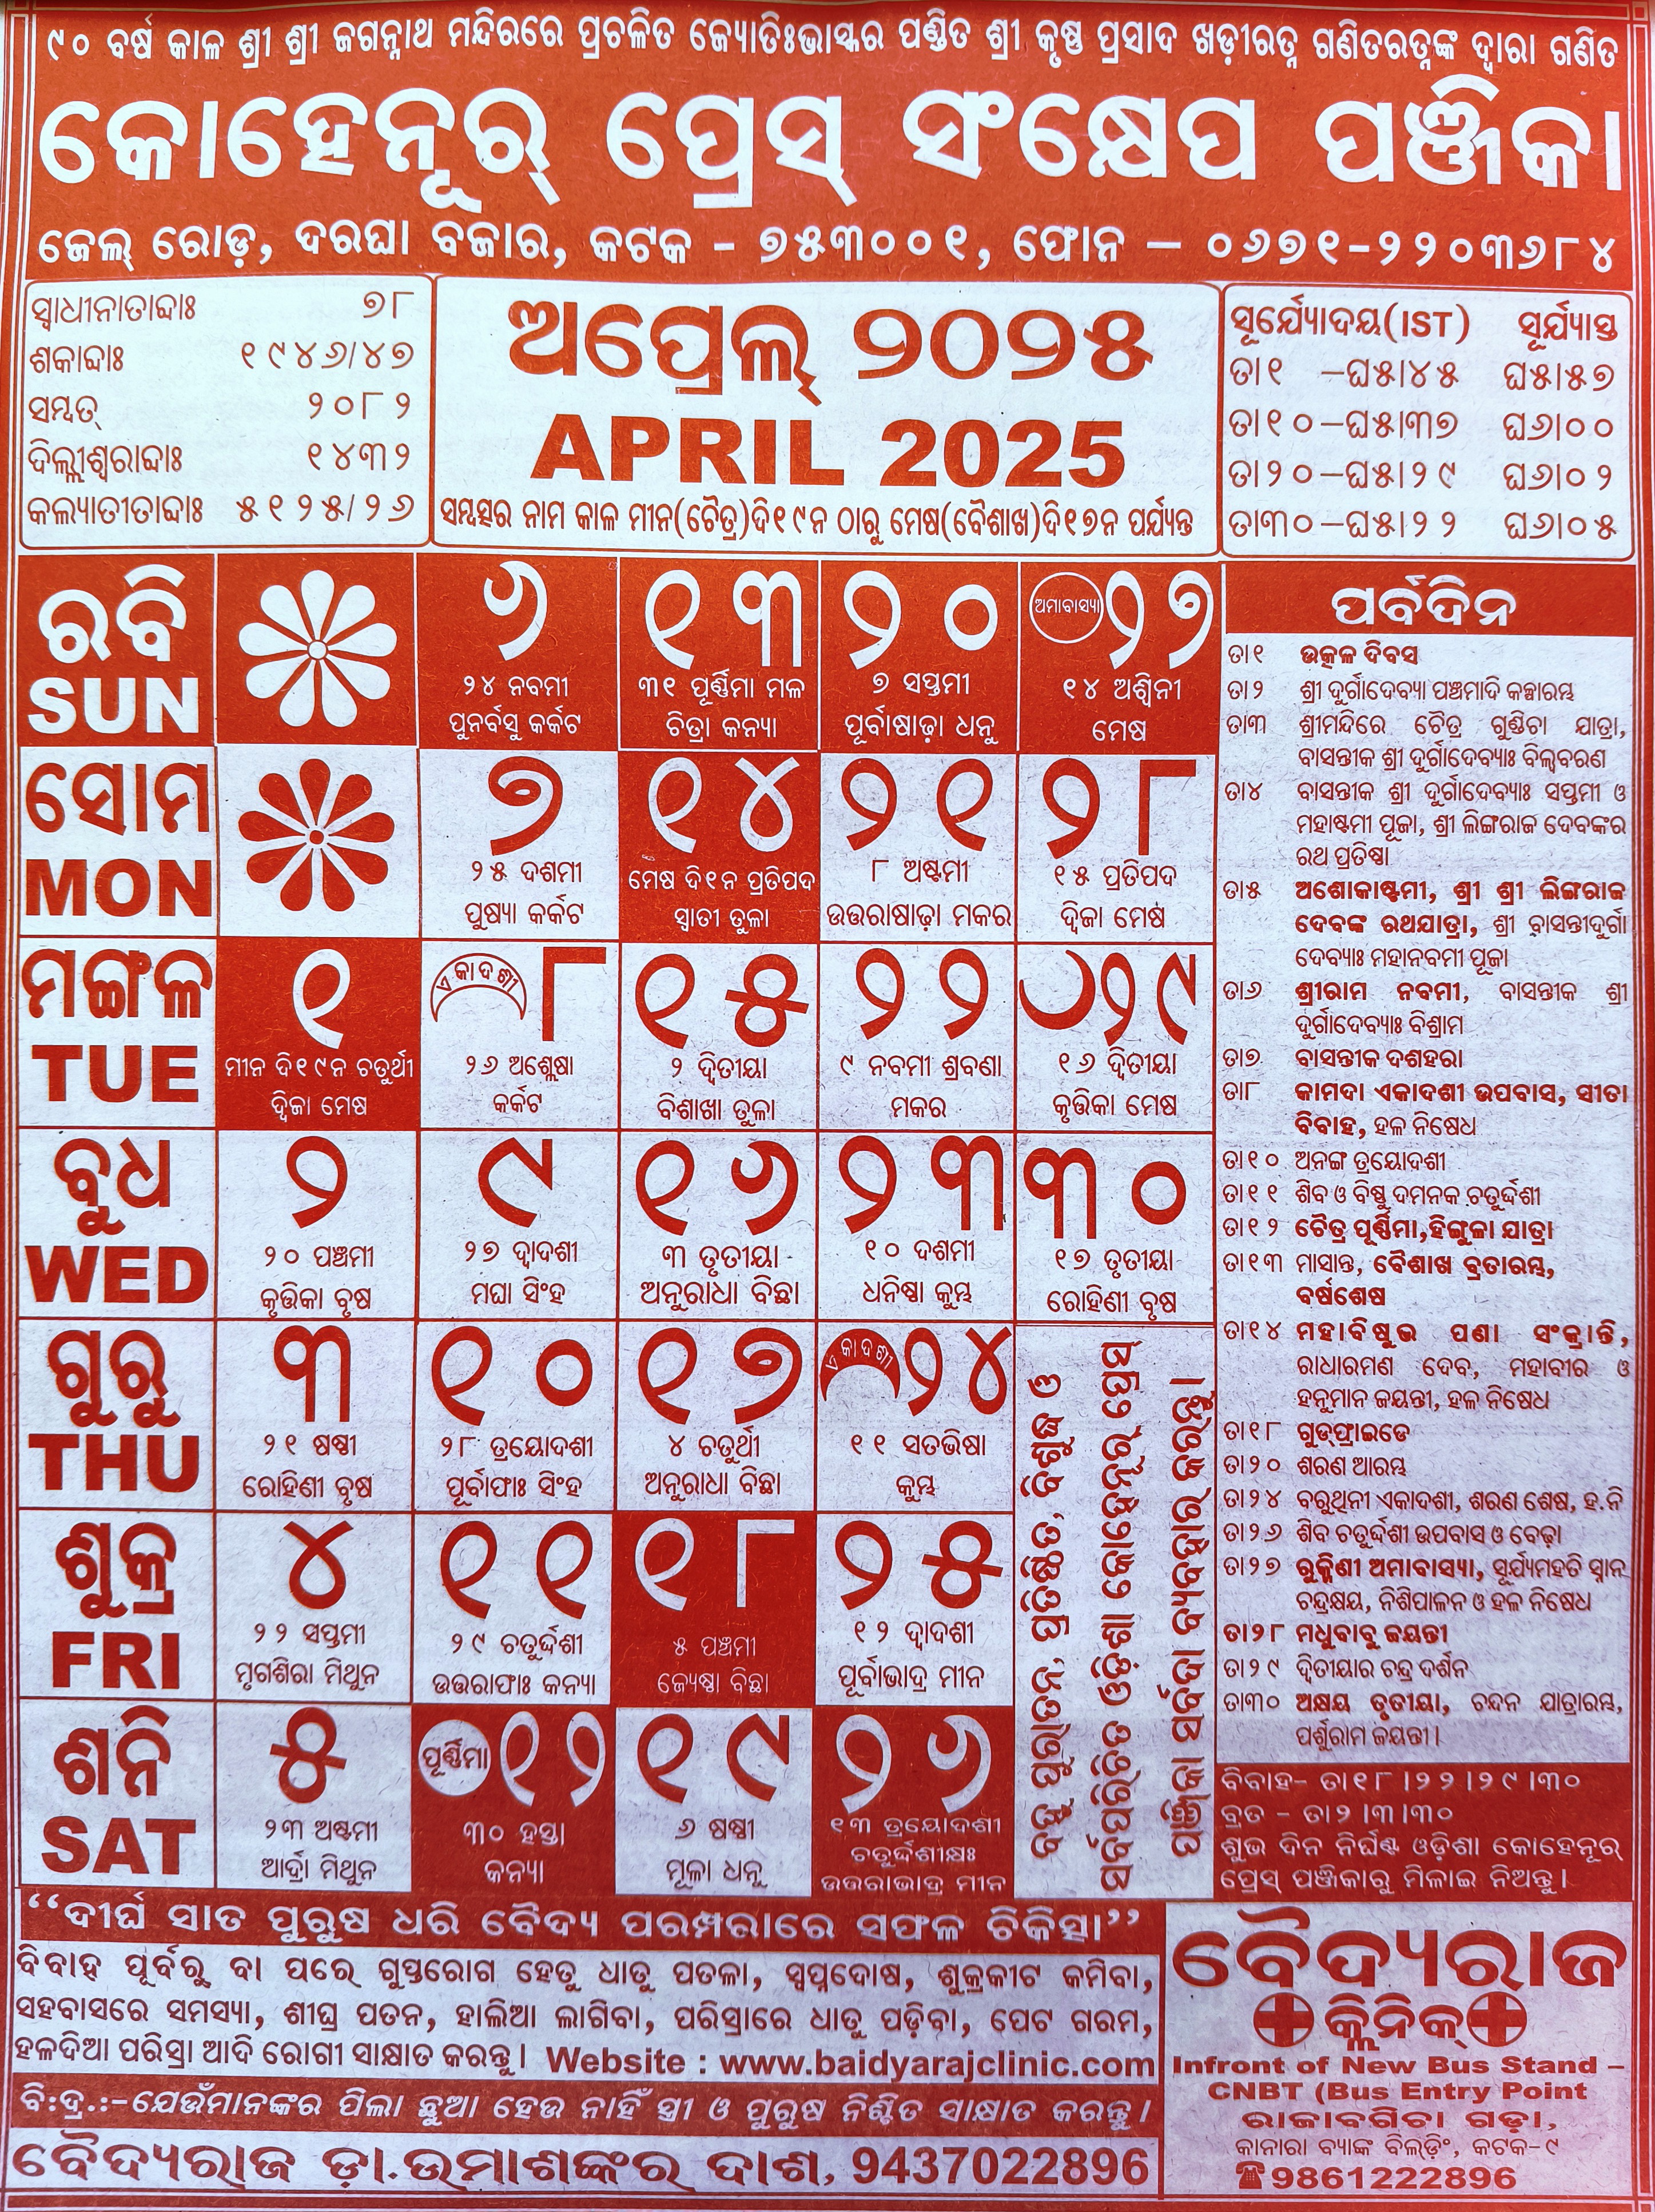 ୯୦ ବର୍ଷ କାଳ ଶ୍ରୀ ଶ୍ରୀ ଜଗନ୍ନାଥ ମନ୍ଦିରରେ ପ୍ରଚଳିତ ଜ୍ୟୋତିଃଭାସ୍କର ପଣ୍ଡିତ ଶ୍ରୀ କୃଷ୍ଣ ପ୍ରସାଦ ଖଡ଼ୀରତ୍ନ ଗଣିତରତ୍ନଙ୍କ ଦ୍ୱାରା ଗଣିତ
କୋହେନୂର୍ ପ୍ରେସ୍ ସଂକ୍ଷେପ ପଞ୍ଜିକା
ଜେଲ୍ ରୋଡ଼, ଦରଘା ବଜାର, କଟକ - ୭୫୩୦୦୧, ଫୋନ — ୦୬୭୧-୨୨୦୩୬୮୪
ସ୍ୱାଧୀନାତାବ୍ଦାଃ ୭୮
ଶକାବ୍ଦାଃ ୧୯୪୬/୪୭
ସମ୍ବତ୍ ୨୦୮୨
ଦିଲ୍ଲୀଶ୍ୱରାବ୍ଦାଃ ୧୪୩୨
କଲ୍ୟାତୀତାବ୍ଦାଃ ୫୧୨୫/୨୬
ଅପ୍ରେଲ୍ ୨୦୨୫
APRIL 2025
ସମ୍ବତ୍ସର ନାମ କାଳ ମୀନ(ଚୈତ୍ର)ଦି୧୯ନ ଠାରୁ ମେଷ(ବୈଶାଖ)ଦି୧୭ନ ପର୍ଯ୍ୟନ୍ତ
ସୂର୍ଯ୍ୟୋଦୟ(IST) ସୂର୍ଯ୍ୟାସ୍ତ
ତା୧ –ଘ୫।୪୫ ଘ୫।୫୭
ତା୧୦–ଘ୫।୩୭ ଘ୬।୦୦
ତା୨୦–ଘ୫।୨୯ ଘ୬।୦୨
ତା୩୦–ଘ୫।୨୨ ଘ୬।୦୫
ରବି
SUN
୬
୨୪ ନବମୀ
ପୁନର୍ବସୁ କର୍କଟ
୧୩
୩୧ ପୂର୍ଣ୍ଣିମା ମଳ
ଚିତ୍ରା କନ୍ୟା
୨୦
୭ ସପ୍ତମୀ
ପୂର୍ବାଷାଢ଼ା ଧନୁ
ଅମାବାସ୍ୟା ୨୭
୧୪ ଅଶ୍ୱିନୀ
ମେଷ
ସୋମ
MON
୭
୨୫ ଦଶମୀ
ପୁଷ୍ୟା କର୍କଟ
୧୪
ମେଷ ଦି୧ନ ପ୍ରତିପଦ
ସ୍ୱାତୀ ତୁଳା
୨୧
୮ ଅଷ୍ଟମୀ
ଉତ୍ତରାଷାଢ଼ା ମକର
୨୮
୧୫ ପ୍ରତିପଦ
ଦ୍ୱିଜା ମେଷ
ମଙ୍ଗଳ
TUE
୧
ମୀନ ଦି୧୯ନ ଚତୁର୍ଥୀ
ଦ୍ୱିଜା ମେଷ
ଏକାଦଶୀ ୮
୨୬ ଅଶ୍ଳେଷା
କର୍କଟ
୧୫
୨ ଦ୍ୱିତୀୟା
ବିଶାଖା ତୁଳା
୨୨
୯ ନବମୀ ଶ୍ରବଣା
ମକର
୨୯
୧୬ ଦ୍ୱିତୀୟା
କୃତ୍ତିକା ମେଷ
ବୁଧ
WED
୨
୨୦ ପଞ୍ଚମୀ
କୃତ୍ତିକା ବୃଷ
୯
୨୭ ଦ୍ୱାଦଶୀ
ମଘା ସିଂହ
୧୬
୩ ତୃତୀୟା
ଅନୁରାଧା ବିଛା
୨୩
୧୦ ଦଶମୀ
ଧନିଷ୍ଠା କୁମ୍ଭ
୩୦
୧୭ ତୃତୀୟା
ରୋହିଣୀ ବୃଷ
ଗୁରୁ
THU
୩
୨୧ ଷଷ୍ଠୀ
ରୋହିଣୀ ବୃଷ
୧୦
୨୮ ତ୍ରୟୋଦଶୀ
ପୂର୍ବାଫାଃ ସିଂହ
୧୭
୪ ଚତୁର୍ଥୀ
ଅନୁରାଧା ବିଛା
ଏକାଦଶୀ ୨୪
୧୧ ସତଭିଷା
କୁମ୍ଭ
ଶୁକ୍ର
FRI
୪
୨୨ ସପ୍ତମୀ
ମୃଗଶିରା ମିଥୁନ
୧୧
୨୯ ଚତୁର୍ଦ୍ଦଶୀ
ଉତ୍ତରାଫାଃ କନ୍ୟା
୧୮
୫ ପଞ୍ଚମୀ
ଜ୍ୟେଷ୍ଠା ବିଛା
୨୫
୧୨ ଦ୍ୱାଦଶୀ
ପୂର୍ବାଭାଦ୍ର ମୀନ
ଶନି
SAT
୫
୨୩ ଅଷ୍ଟମୀ
ଆର୍ଦ୍ରା ମିଥୁନ
ପୂର୍ଣ୍ଣିମା ୧୨
୩୦ ହସ୍ତା
କନ୍ୟା
୧୯
୬ ଷଷ୍ଠୀ
ମୂଳା ଧନୁ
୨୬
୧୩ ତ୍ରୟୋଦଶୀ
ଚତୁର୍ଦ୍ଦଶୀକ୍ଷଃ
ଉତ୍ତରାଭାଦ୍ର ମୀନ
ବହୁ ପୁରାତନ, ପ୍ରତିଷ୍ଠିତ, ବିଶୁଦ୍ଧ ଓ
ସର୍ବପରିଚିତ ଓଡ଼ିଶା କୋହେନୂର୍ ପ୍ରେସ୍
ପଞ୍ଜିକା ସର୍ବଦା ବ୍ୟବହାର କରନ୍ତୁ।
ପର୍ବଦିନ
ତା୧ ଉତ୍କଳ ଦିବସ
ତା୨ ଶ୍ରୀ ଦୁର୍ଗାଦେବ୍ୟା ପଞ୍ଚମାଦି କଳ୍ପାରମ୍ଭ
ତା୩ ଶ୍ରୀମନ୍ଦିରେ ଚୈତ୍ର ଗୁଣ୍ଡିଚା ଯାତ୍ରା,
ବାସନ୍ତୀକ ଶ୍ରୀ ଦୁର୍ଗାଦେବ୍ୟାଃ ବିଲ୍ୱବରଣ
ତା୪ ବାସନ୍ତୀକ ଶ୍ରୀ ଦୁର୍ଗାଦେବ୍ୟାଃ ସପ୍ତମୀ ଓ
ମହାଷ୍ଟମୀ ପୂଜା, ଶ୍ରୀ ଲିଙ୍ଗରାଜ ଦେବଙ୍କର
ରଥ ପ୍ରତିଷ୍ଠା
ତା୫ ଅଶୋକାଷ୍ଟମୀ, ଶ୍ରୀ ଶ୍ରୀ ଲିଙ୍ଗରାଜ
ଦେବଙ୍କ ରଥଯାତ୍ରା, ଶ୍ରୀ ବାସନ୍ତୀଦୁର୍ଗା
ଦେବ୍ୟାଃ ମହାନବମୀ ପୂଜା
ତା୬ ଶ୍ରୀରାମ ନବମୀ, ବାସନ୍ତୀକ ଶ୍ରୀ
ଦୁର୍ଗାଦେବ୍ୟାଃ ବିଶ୍ରାମ
ତା୭ ବାସନ୍ତୀକ ଦଶହରା
ତା୮ କାମଦା ଏକାଦଶୀ ଉପବାସ, ସୀତା
ବିବାହ, ହଳ ନିଷେଧ
ତା୧୦ ଅନଙ୍ଗ ତ୍ରୟୋଦଶୀ
ତା୧୧ ଶିବ ଓ ବିଷ୍ଣୁ ଦମନକ ଚତୁର୍ଦ୍ଦଶୀ
ତା୧୨ ଚୈତ୍ର ପୂର୍ଣ୍ଣିମା,ହିଙ୍ଗୁଳା ଯାତ୍ରା
ତା୧୩ ମାସାନ୍ତ, ବୈଶାଖ ବ୍ରତାରମ୍ଭ,
ବର୍ଷଶେଷ
ତା୧୪ ମହାବିଷୁଭ ପଣା ସଂକ୍ରାନ୍ତି,
ରାଧାରମଣ ଦେବ, ମହାବୀର ଓ
ହନୁମାନ ଜୟନ୍ତୀ, ହଳ ନିଷେଧ
ତା୧୮ ଗୁଡ୍‌ଫ୍ରାଇଡେ
ତା୨୦ ଶରଣ ଆରମ୍ଭ
ତା୨୪ ବରୁଥିନୀ ଏକାଦଶୀ, ଶରଣ ଶେଷ, ହ.ନି
ତା୨୬ ଶିବ ଚତୁର୍ଦ୍ଦଶୀ ଉପବାସ ଓ ବେଢ଼ା
ତା୨୭ ରୁକ୍ମିଣୀ ଅମାବାସ୍ୟା, ସୂର୍ଯ୍ୟମହତି ସ୍ନାନ
ଚନ୍ଦ୍ରକ୍ଷୟ, ନିଶିପାଳନ ଓ ହଳ ନିଷେଧ
ତା୨୮ ମଧୁବାବୁ ଜୟନ୍ତୀ
ତା୨୯ ଦ୍ୱିତୀୟାର ଚନ୍ଦ୍ର ଦର୍ଶନ
ତା୩୦ ଅକ୍ଷୟ ତୃତୀୟା, ଚନ୍ଦନ ଯାତ୍ରାରମ୍ଭ,
ପର୍ଶୁରାମ ଜୟନ୍ତୀ।
ବିବାହ- ତା୧୮।୨୨।୨୯।୩୦
ବ୍ରତ - ତା୨।୩।୩୦
ଶୁଭ ଦିନ ନିର୍ଘଣ୍ଟ ଓଡ଼ିଶା କୋହେନୂର୍
ପ୍ରେସ୍ ପଞ୍ଜିକାରୁ ମିଳାଇ ନିଅନ୍ତୁ।
“ଦୀର୍ଘ ସାତ ପୁରୁଷ ଧରି ବୈଦ୍ୟ ପରମ୍ପରାରେ ସଫଳ ଚିକିତ୍ସା”
ବିବାହ ପୂର୍ବରୁ ବା ପରେ ଗୁପ୍ତରୋଗ ହେତୁ ଧାତୁ ପତଳା, ସ୍ୱପ୍ନଦୋଷ, ଶୁକ୍ରକୀଟ କମିବା,
ସହବାସରେ ସମସ୍ୟା, ଶୀଘ୍ର ପତନ, ହାଲିଆ ଲାଗିବା, ପରିସ୍ରାରେ ଧାତୁ ପଡ଼ିବା, ପେଟ ଗରମ,
ହଳଦିଆ ପରିସ୍ରା ଆଦି ରୋଗୀ ସାକ୍ଷାତ କରନ୍ତୁ। Website : www.baidyarajclinic.com
ବି:ଦ୍ର.:-ଯେଉଁମାନଙ୍କର ପିଲା ଛୁଆ ହେଉ ନାହିଁ ସ୍ତ୍ରୀ ଓ ପୁରୁଷ ନିଶ୍ଚିତ ସାକ୍ଷାତ କରନ୍ତୁ।
ବୈଦ୍ୟରାଜ ଡ଼ା.ଉମାଶଙ୍କର ଦାଶ, 9437022896
ବୈଦ୍ୟରାଜ
କ୍ଲିନିକ୍
Infront of New Bus Stand –
CNBT (Bus Entry Point
ରାଜାବଗିଚା ଗଡ଼ା,
କାନାରା ବ୍ୟାଙ୍କ ବିଲ୍‌ଡ଼ିଂ, କଟକ-୯
☎9861222896